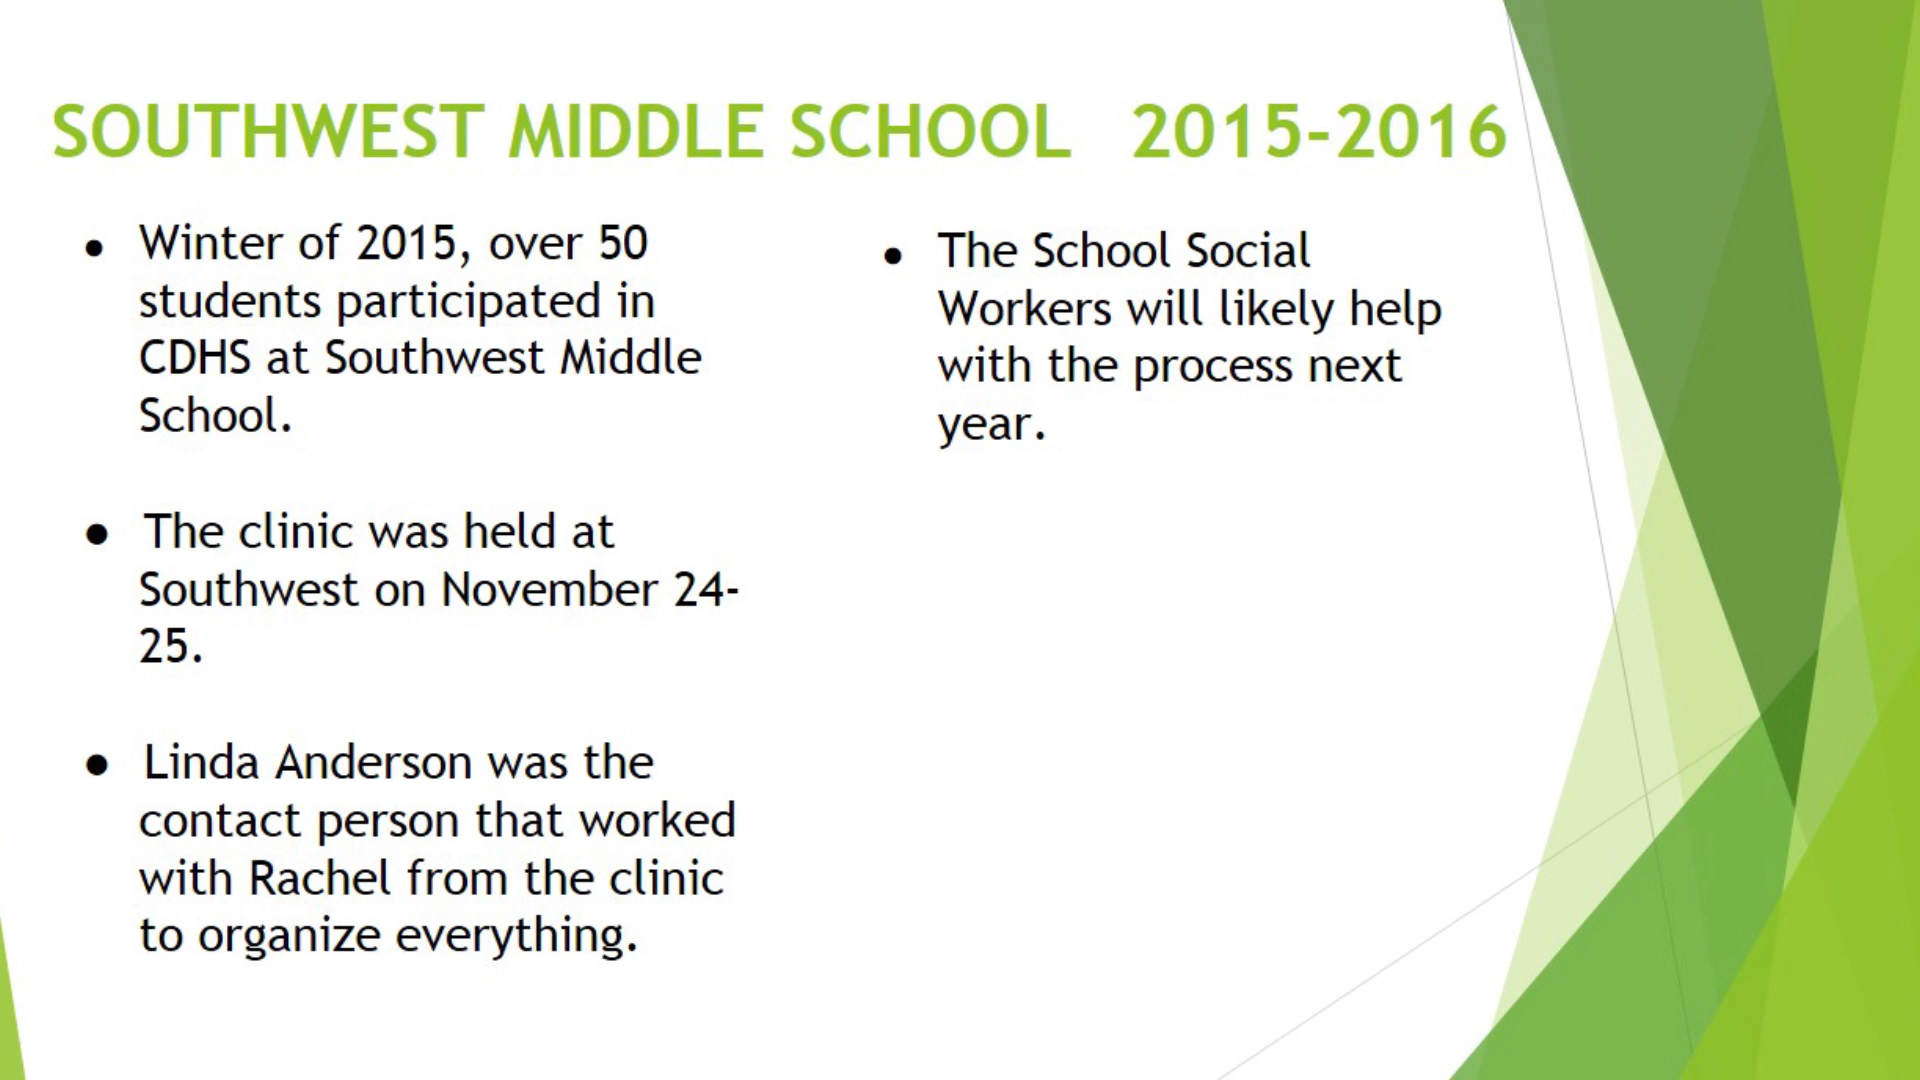 SOUTHWEST MIDDLE SCHOOL 2015-2016
• Winter of 2015, over 50
students participated in
CDHS at Southwest Middle
School.
• The clinic was held at
Southwest on November 24-
25.
• Linda Anderson was the
contact person that worked
with Rachel from the clinic
to organize everything.
• The School Social
Workers will likely help
with the process next
year.